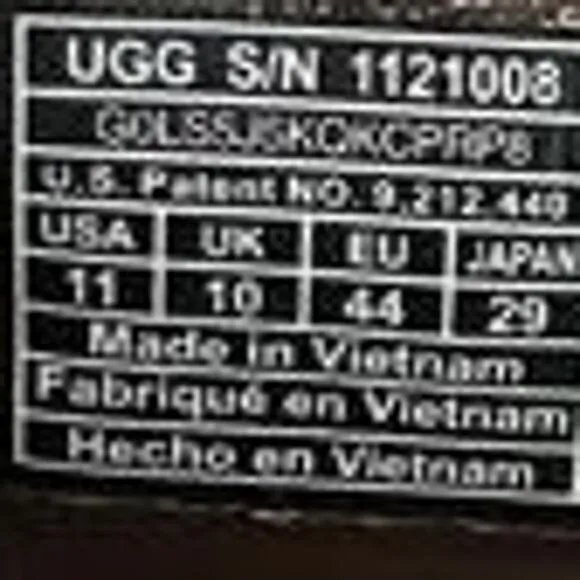 UGG S/N 1121008
U.S. Patent NO. 9,212,440
USA UK EU JAPAN
11 10 44 29
Made in Vietnam
Fabriqué en Vietnam
Hecho en Vietnam